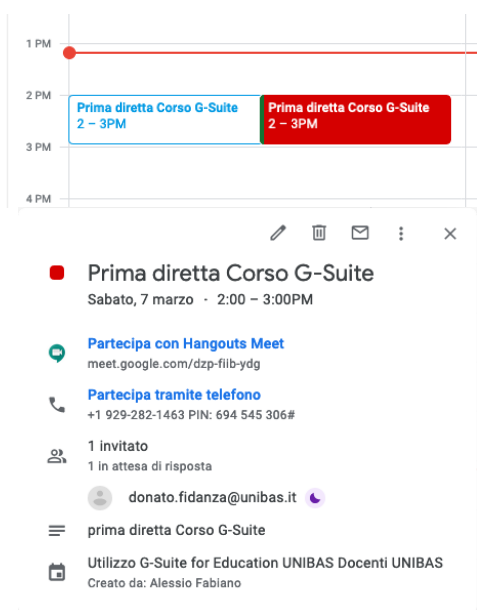 1 PM
2 PM
Prima diretta Corso G-Suite
2 – 3PM
Prima diretta Corso G-Suite
2 – 3PM
3 PM
4 PM
Prima diretta Corso G-Suite
Sabato, 7 marzo · 2:00 – 3:00PM
Partecipa con Hangouts Meet
meet.google.com/dzp-fiib-ydg
Partecipa tramite telefono
+1 929-282-1463 PIN: 694 545 306#
1 invitato
1 in attesa di risposta
donato.fidanza@unibas.it
prima diretta Corso G-Suite
Utilizzo G-Suite for Education UNIBAS Docenti UNIBAS
Creato da: Alessio Fabiano